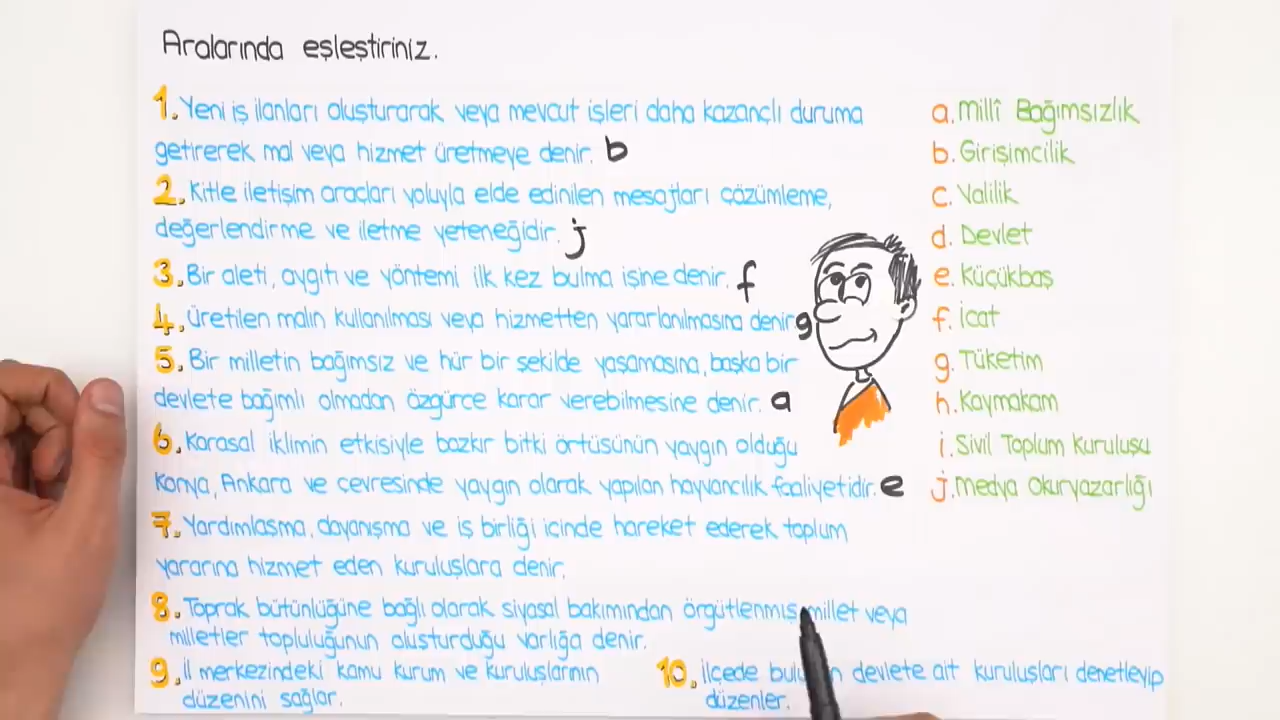 Aralarında eşleştiriniz.
1. Yeni iş ilanları oluşturarak veya mevcut işleri daha kazançlı duruma
getirerek mal veya hizmet üretmeye denir. b
2. Kitle iletişim araçları yoluyla elde edinilen mesajları çözümleme,
değerlendirme ve iletme yeteneğidir. j
3. Bir aleti, aygıtı ve yöntemi ilk kez bulma işine denir. f
4. Üretilen malın kullanılması veya hizmetten yararlanılmasına denir g
5. Bir milletin bağımsız ve hür bir şekilde yaşamasına, başka bir
devlete bağımlı olmadan özgürce karar verebilmesine denir. a
6. Karasal iklimin etkisiyle bozkır bitki örtüsünün yaygın olduğu
Konya, Ankara ve çevresinde yaygın olarak yapılan hayvancılık faaliyetidir. e
7. Yardımlaşma, dayanışma ve iş birliği içinde hareket ederek toplum
yararına hizmet eden kuruluşlara denir.
8. Toprak bütünlüğüne bağlı olarak siyasal bakımından örgütlenmiş millet veya
milletler topluluğunun oluşturduğu varlığa denir.
9. İl merkezindeki kamu kurum ve kuruluşlarının
düzenini sağlar.
10. İlçede devlete ait kuruluşları denetleyip
düzenler.
a. Millî Bağımsızlık
b. Girişimcilik
c. Valilik
d. Devlet
e. Küçükbaş
f. İcat
g. Tüketim
h. Kaymakam
i. Sivil Toplum Kuruluşu
j. Medya Okuryazarlığı